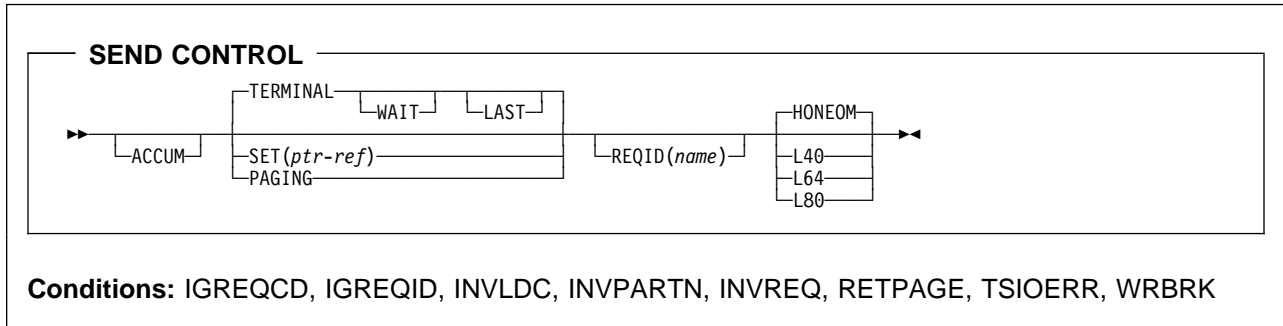 SEND CONTROL
TERMINAL
WAIT LAST HONEOM
ACCUM SET(ptr-ref) REQID(name) L40
PAGING L64
L80
Conditions: IGREQCD, IGREQID, INVLDC, INVPARTN, INVREQ, RETPAGE, TSIOERR, WRBRK